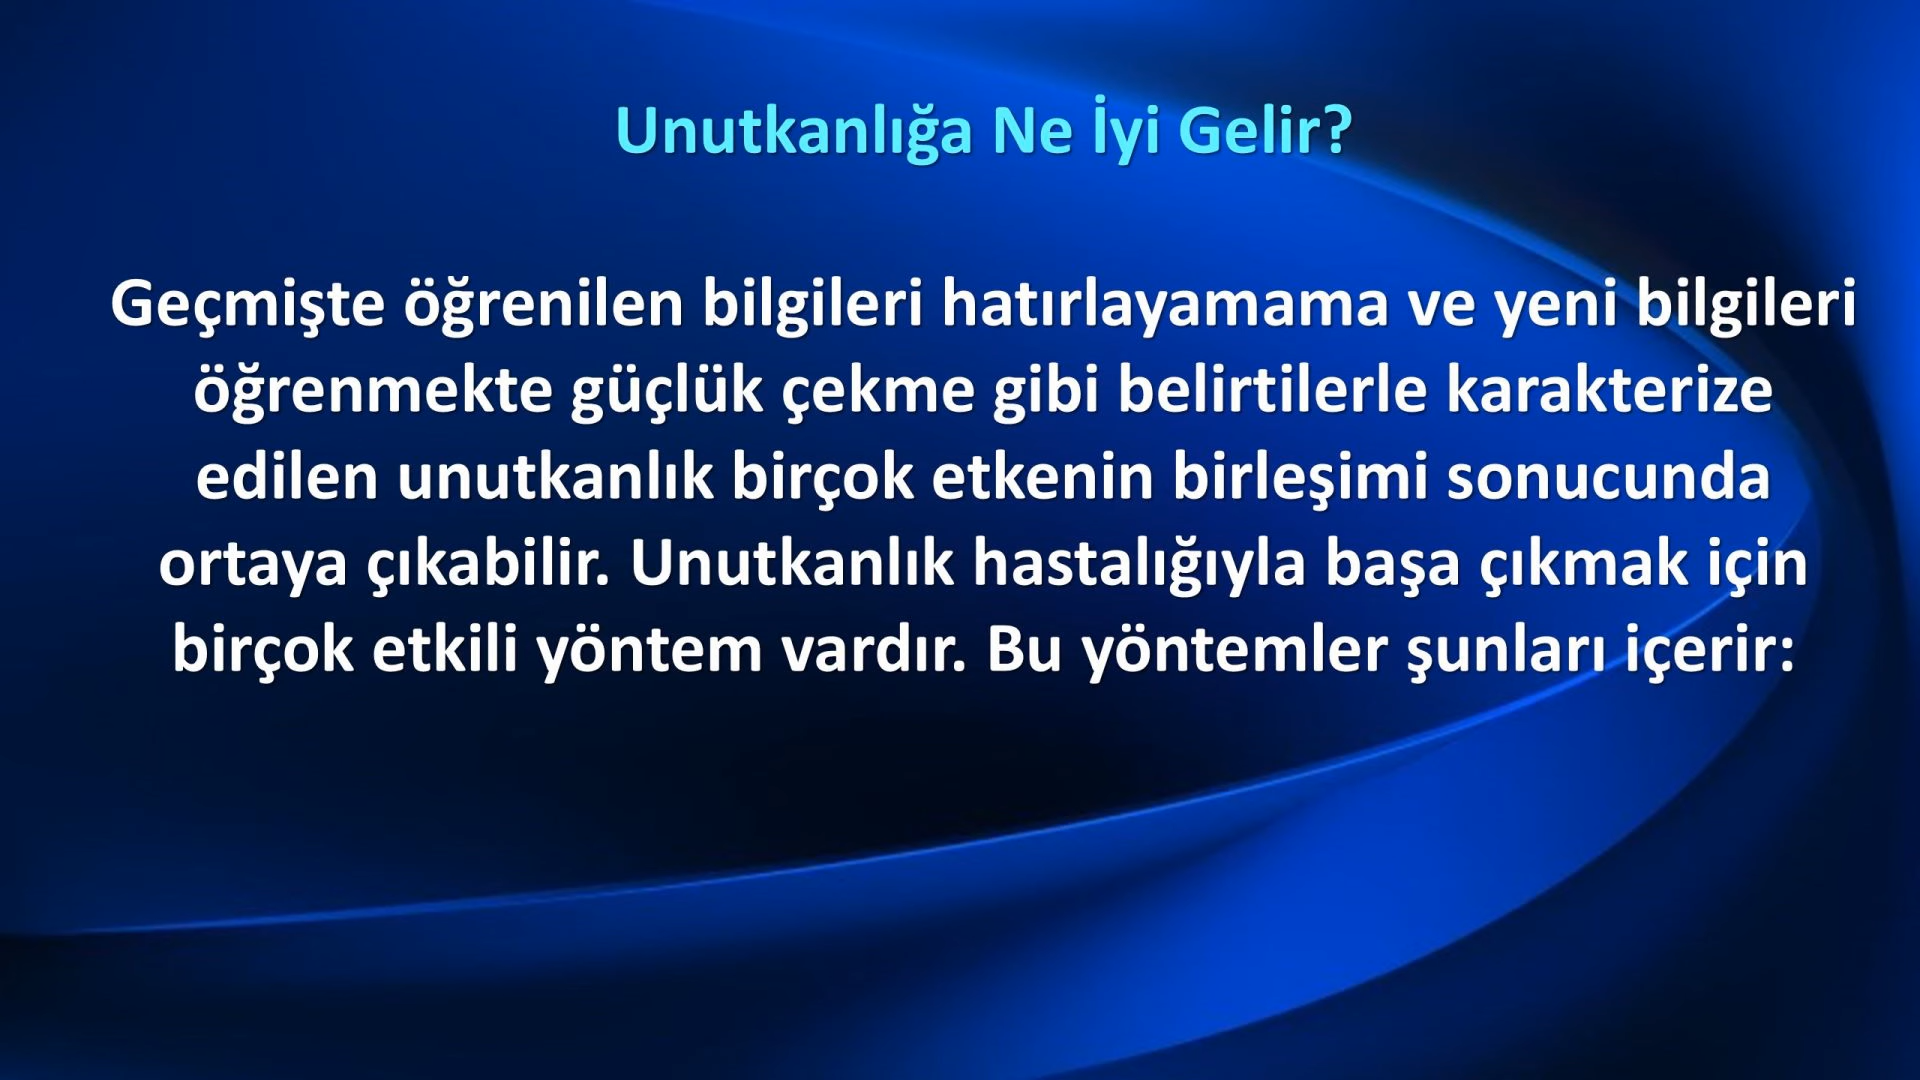 Unutkanlığa Ne İyi Gelir?
Geçmişte öğrenilen bilgileri hatırlayamama ve yeni bilgileri
öğrenmekte güçlük çekme gibi belirtilerle karakterize
edilen unutkanlık birçok etkenin birleşimi sonucunda
ortaya çıkabilir. Unutkanlık hastalığıyla başa çıkmak için
birçok etkili yöntem vardır. Bu yöntemler şunları içerir: